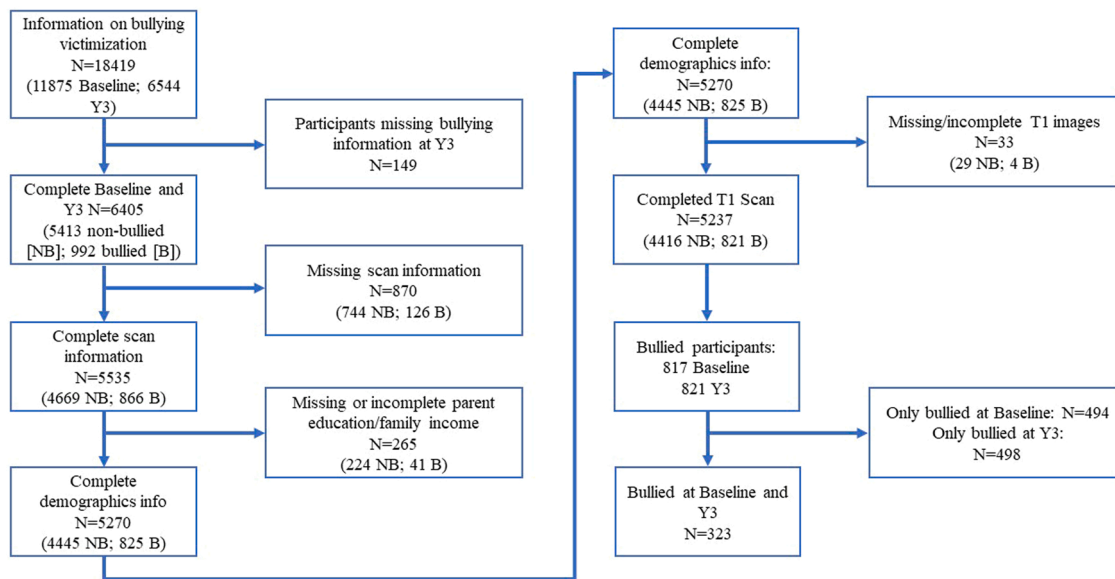 Information on bullying
victimization
N=18419
(11875 Baseline; 6544
Y3)
Participants missing bullying
information at Y3
N=149
Complete Baseline and
Y3 N=6405
(5413 non-bullied
[NB]; 992 bullied [B])
Missing scan information
N=870
(744 NB; 126 B)
Complete scan
information
N=5535
(4669 NB; 866 B)
Missing or incomplete parent
education/family income
N=265
(224 NB; 41 B)
Complete
demographics info
N=5270
(4445 NB; 825 B)
Complete
demographics info:
N=5270
(4445 NB; 825 B)
Missing/incomplete T1 images
N=33
(29 NB; 4 B)
Completed T1 Scan
N=5237
(4416 NB; 821 B)
Bullied participants:
817 Baseline
821 Y3
Only bullied at Baseline: N=494
Only bullied at Y3:
N=498
Bullied at Baseline and
Y3
N=323